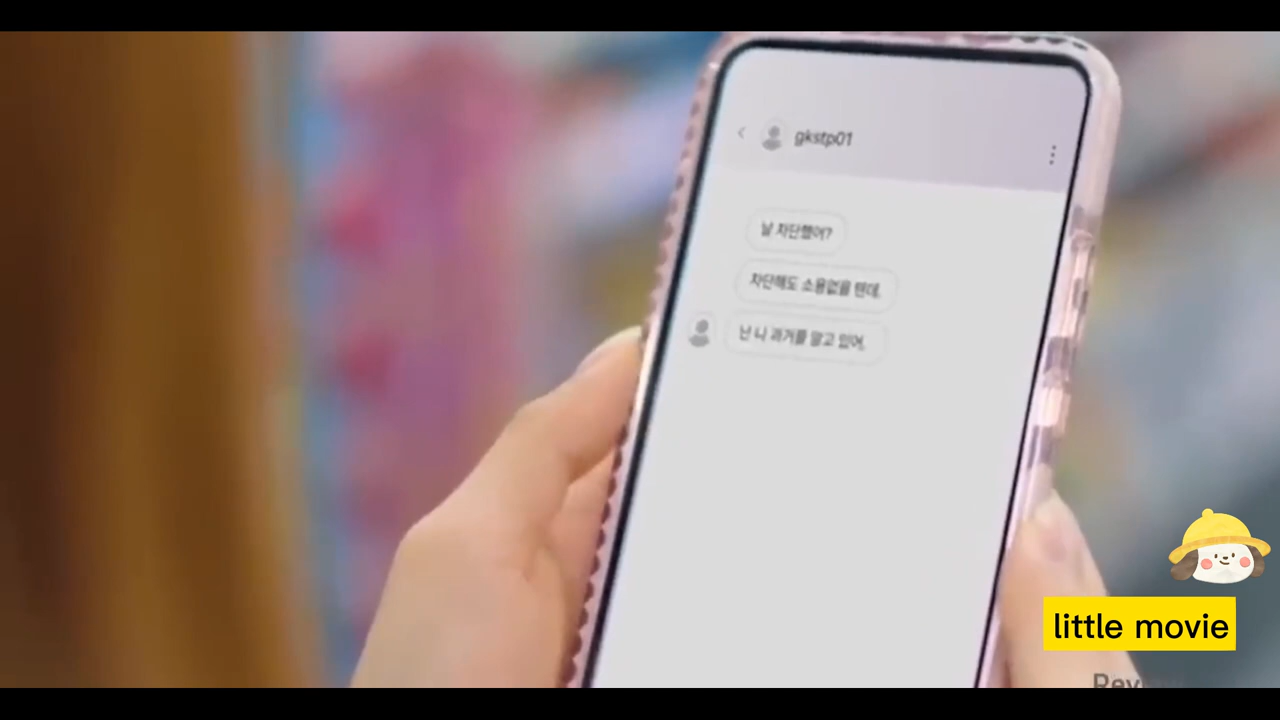 gkstp01
날 차단했어?
차단해도 소용없을 텐데.
난 니 과거를 알고 있어.
little movie